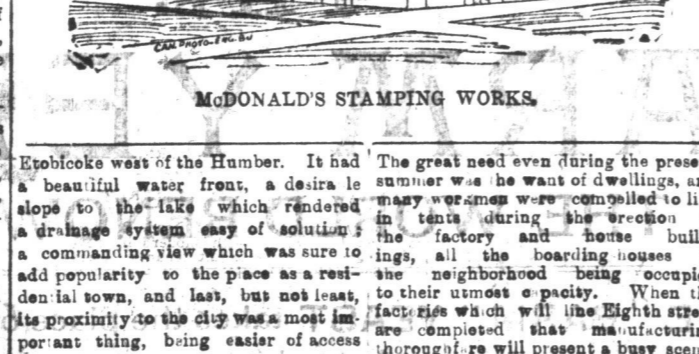 CAN. PHOTO-ENG. BU
McDONALD'S STAMPING WORKS.
Etobicoke west of the Humber. It had
a beautiful water front, a desira le
slope to the lake which rendered
a drainage system easy of solution;
a commanding view which was sure to
add popularity to the place as a resi-
dential town, and last, but not least,
its proximity to the city was a most im-
portant thing, being easier of access
The great need even during the prese
summer was he want of dwellings, a
many workmen were compelled to li
in tents during the erection
the factory and house buil
ings, all the boarding houses
the neighborhood being occupi
to their utmost capacity. When t
factories which will line Eighth stre
are completed that manufacturin
thoroughfare will present a busy scen